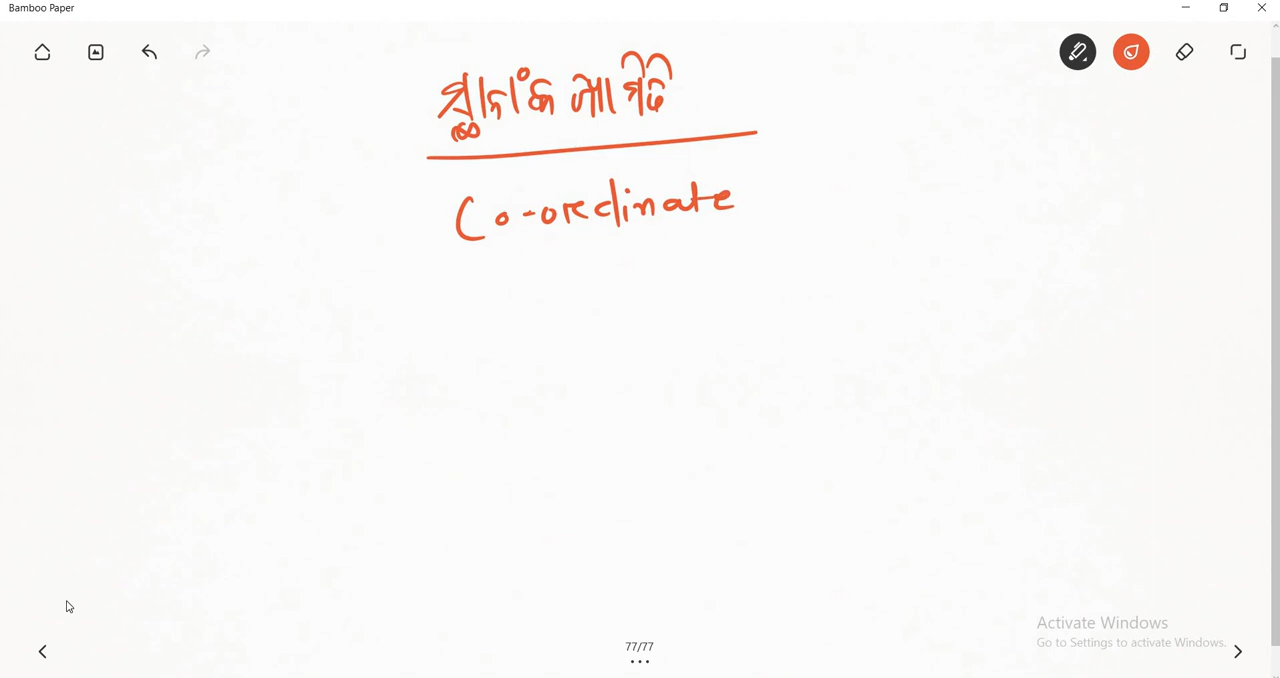 Bamboo Paper
ସ୍ଥାନାଂକ ଜ୍ୟାମିତି
Co-ordinate
Activate Windows
Go to Settings to activate Windows.
77/77